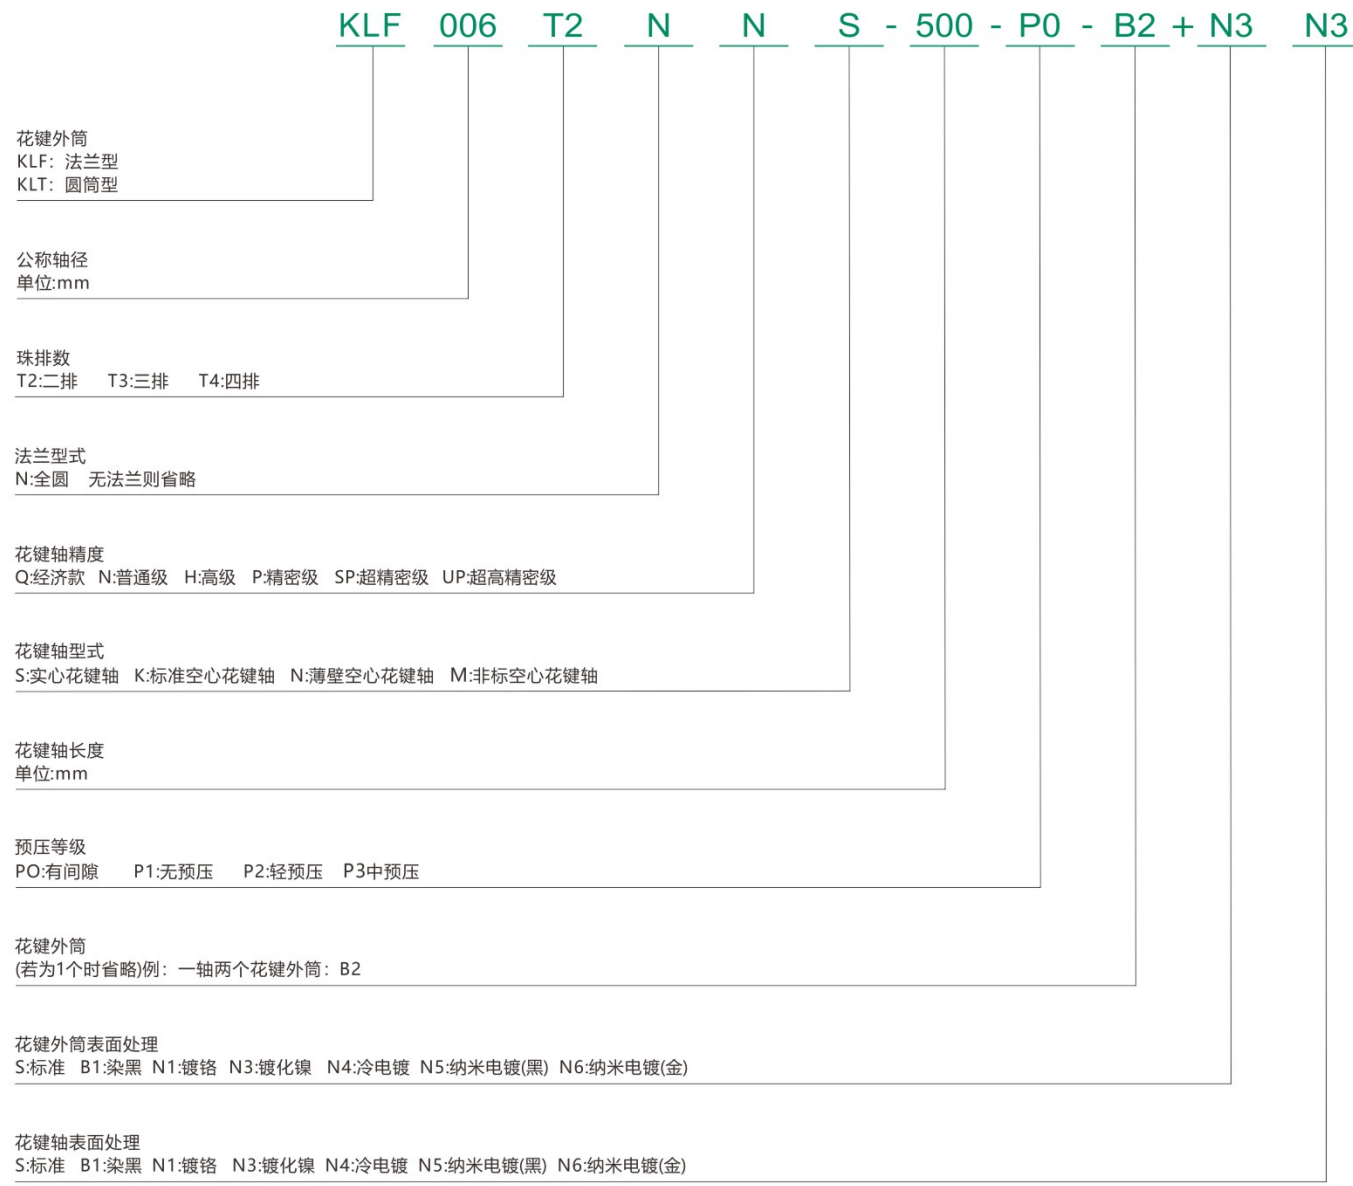 KLF 006 T2 N N S - 500 - P0 - B2 + N3 N3
花键外筒
KLF：法兰型
KLT：圆筒型
公称轴径
单位:mm
珠排数
T2:二排 T3:三排 T4:四排
法兰型式
N:全圆 无法兰则省略
花键轴精度
Q:经济款 N:普通级 H:高级 P:精密级 SP:超精密级 UP:超高精密级
花键轴型式
S:实心花键轴 K:标准空心花键轴 N:薄壁空心花键轴 M:非标空心花键轴
花键轴长度
单位:mm
预压等级
PO:有间隙 P1:无预压 P2:轻预压 P3中预压
花键外筒
(若为1个时省略)例：一轴两个花键外筒：B2
花键外筒表面处理
S:标准 B1:染黑 N1:镀铬 N3:镀化镍 N4:冷电镀 N5:纳米电镀(黑) N6:纳米电镀(金)
花键轴表面处理
S:标准 B1:染黑 N1:镀铬 N3:镀化镍 N4:冷电镀 N5:纳米电镀(黑) N6:纳米电镀(金)